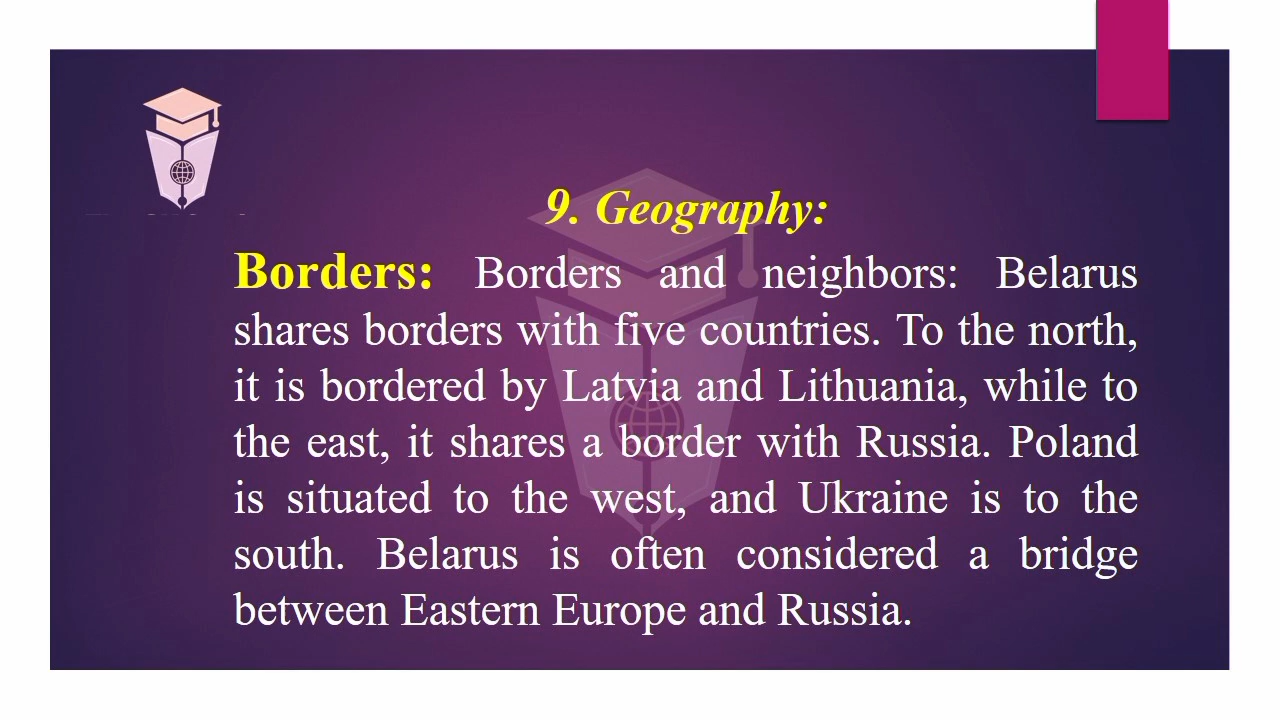 9. Geography:
Borders: Borders and neighbors: Belarus
shares borders with five countries. To the north,
it is bordered by Latvia and Lithuania, while to
the east, it shares a border with Russia. Poland
is situated to the west, and Ukraine is to the
south. Belarus is often considered a bridge
between Eastern Europe and Russia.